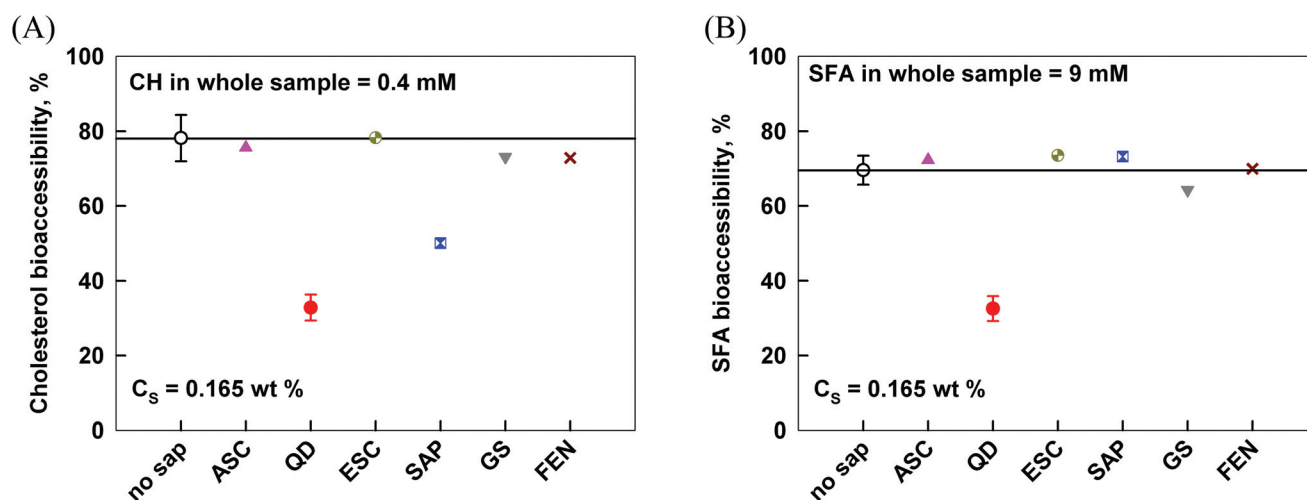 (A)
CH in whole sample = 0.4 mM
Cholesterol bioaccessibility, %
100
80
60
40
20
0
C_S = 0.165 wt %
no sap
ASC
QD
ESC
SAP
GS
FEN
(B)
SFA in whole sample = 9 mM
SFA bioaccessibility, %
100
80
60
40
20
0
C_S = 0.165 wt %
no sap
ASC
QD
ESC
SAP
GS
FEN